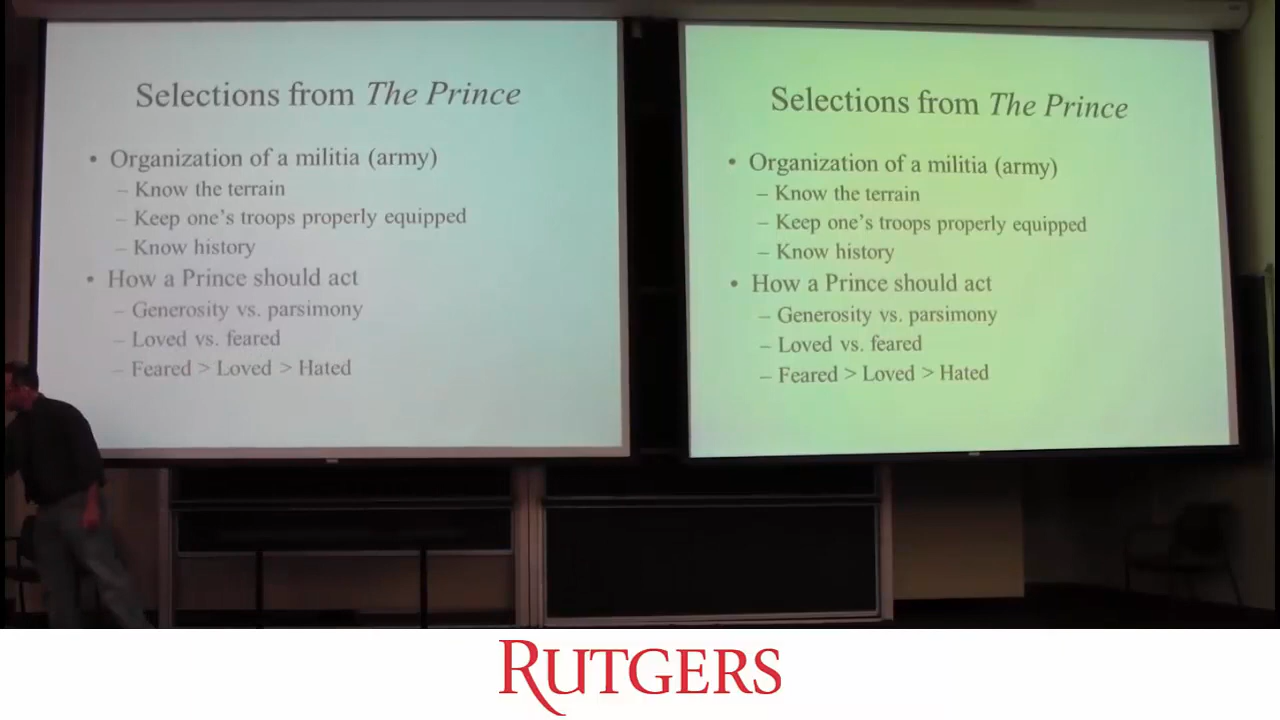 Selections from The Prince
• Organization of a militia (army)
– Know the terrain
– Keep one's troops properly equipped
– Know history
• How a Prince should act
– Generosity vs. parsimony
– Loved vs. feared
– Feared > Loved > Hated
Selections from The Prince
• Organization of a militia (army)
– Know the terrain
– Keep one's troops properly equipped
– Know history
• How a Prince should act
– Generosity vs. parsimony
– Loved vs. feared
– Feared > Loved > Hated
RUTGERS